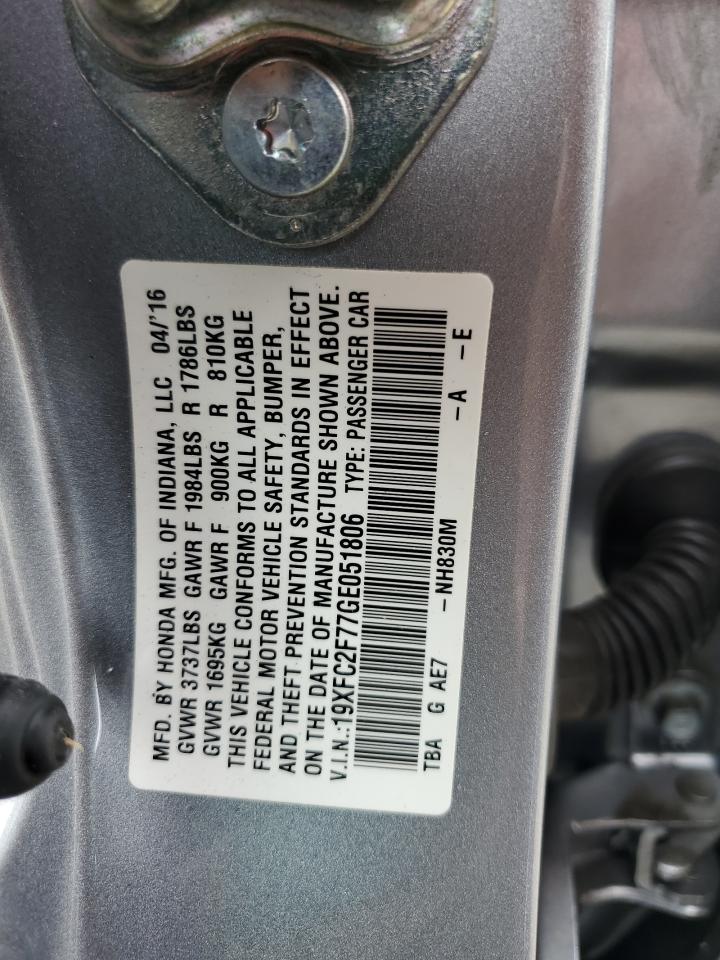 MFD. BY HONDA MFG. OF INDIANA, LLC 04/'16
GVWR 3737LBS GAWR F 1984LBS R 1786LBS
GVWR 1695KG GAWR F 900KG R 810KG
THIS VEHICLE CONFORMS TO ALL APPLICABLE
FEDERAL MOTOR VEHICLE SAFETY, BUMPER,
AND THEFT PREVENTION STANDARDS IN EFFECT
ON THE DATE OF MANUFACTURE SHOWN ABOVE.
V.I.N.:19XFC2F77GE051806 TYPE: PASSENGER CAR
TBA G AE7 -NH830M -A -E